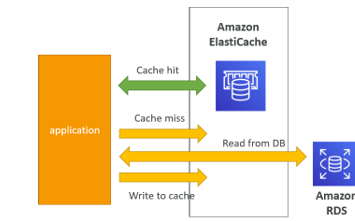 Amazon
ElastiCache
Cache hit
Cache miss
application
Read from DB
Write to cache
Amazon
RDS